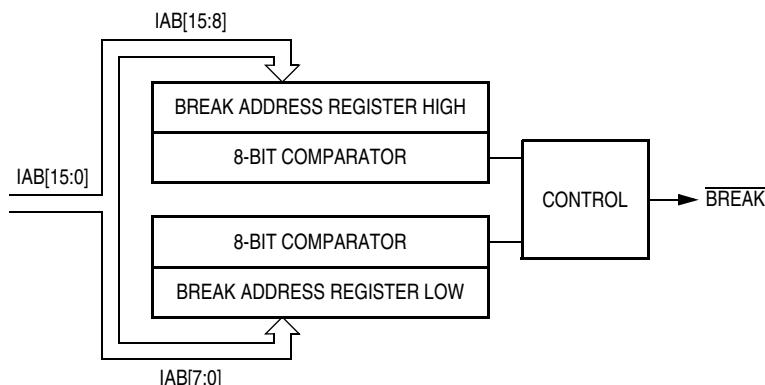 IAB[15:8]
BREAK ADDRESS REGISTER HIGH
8-BIT COMPARATOR
IAB[15:0]
CONTROL
BREAK
8-BIT COMPARATOR
BREAK ADDRESS REGISTER LOW
IAB[7:0]